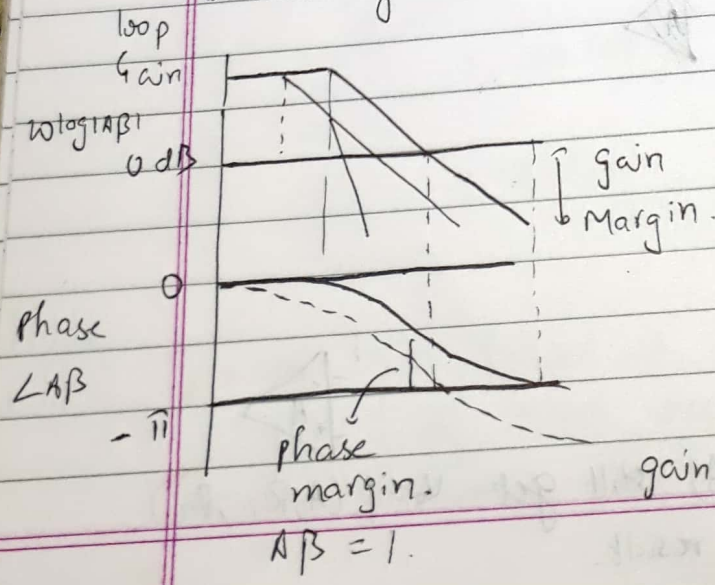 loop
Gain
20log|Aβ|
0 dB
gain
Margin.
0
Phase
∠Aβ
- π
phase
margin.
gain
Aβ = 1.